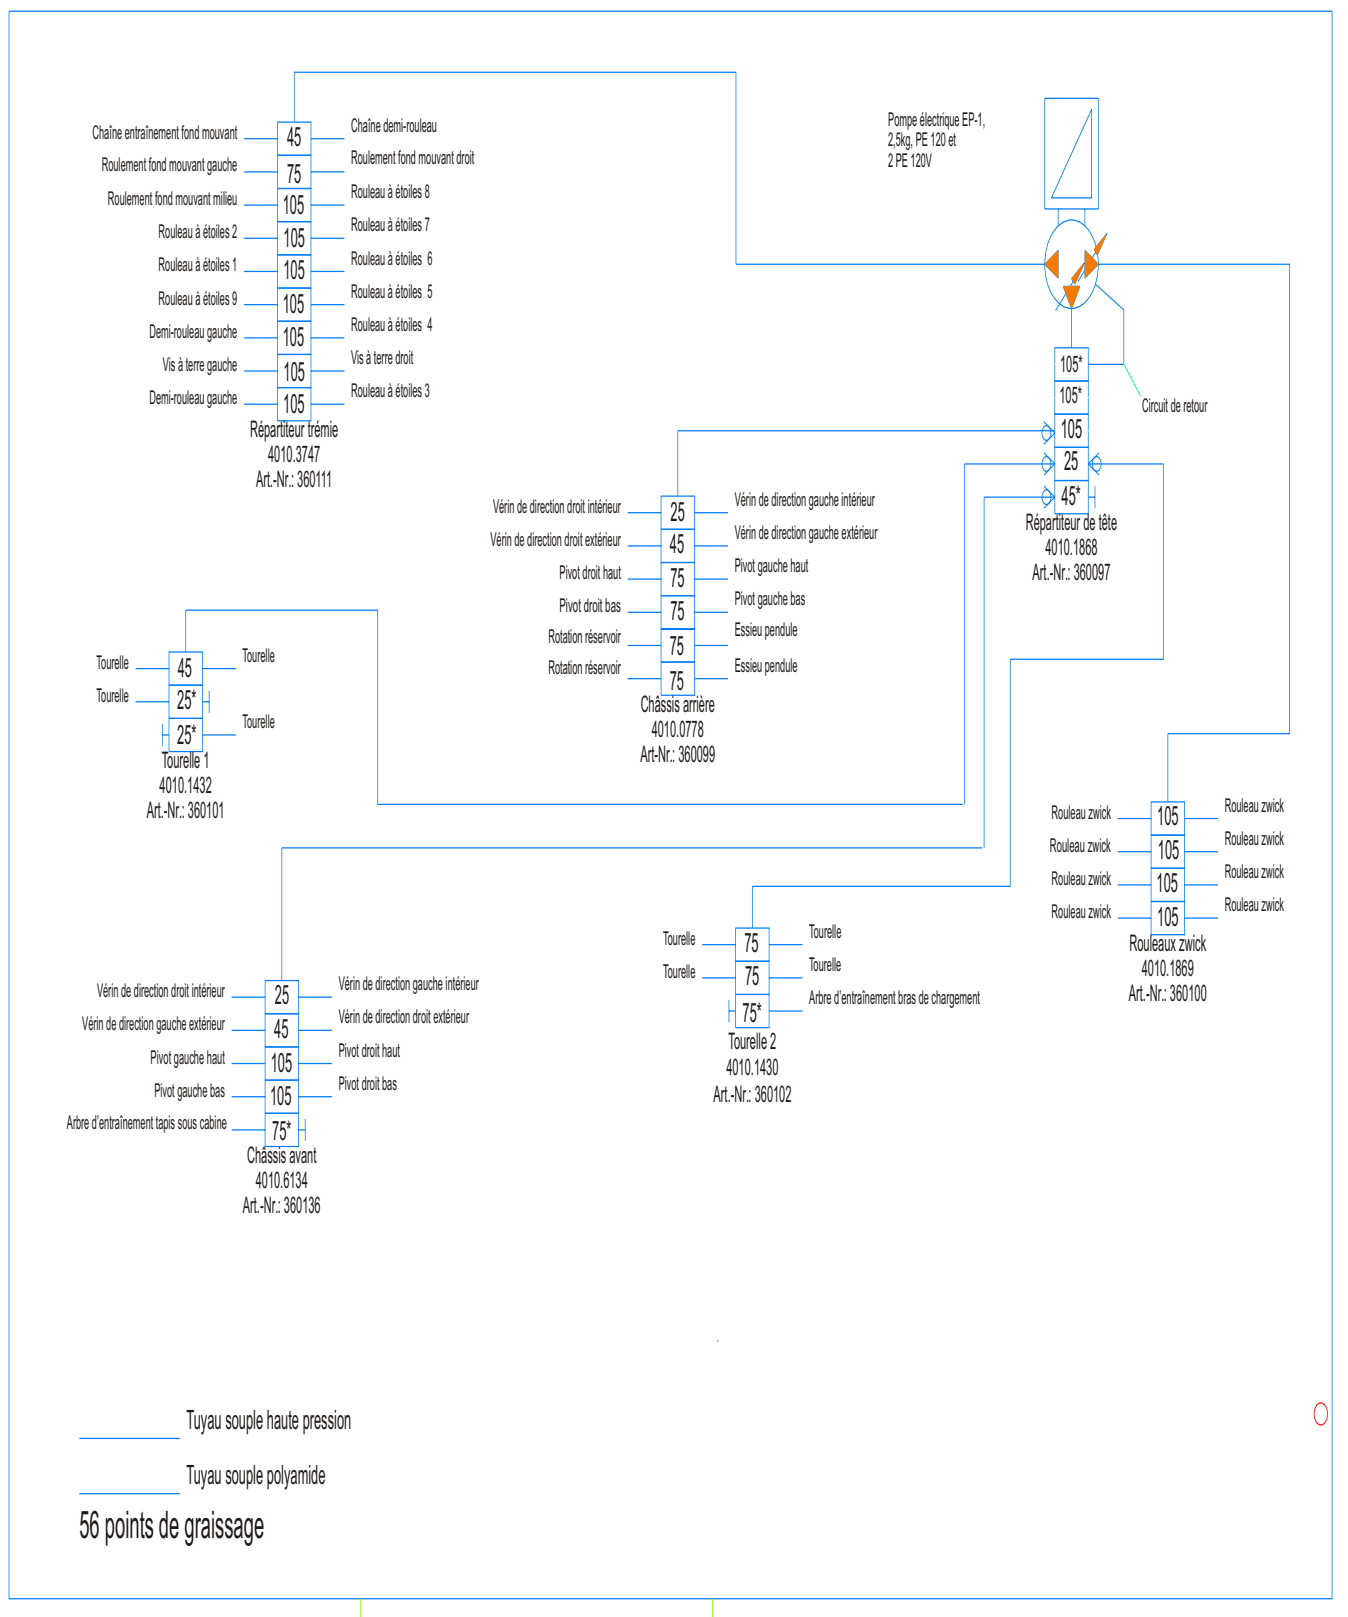 Pompe électrique EP-1,
2,5kg, PE 120 et
2 PE 120V
Chaîne entraînement fond mouvant 45 Chaîne demi-rouleau
Roulement fond mouvant gauche 75 Roulement fond mouvant droit
Roulement fond mouvant milieu 105 Rouleau à étoiles 8
Rouleau à étoiles 2 105 Rouleau à étoiles 7
Rouleau à étoiles 1 105 Rouleau à étoiles 6
Rouleau à étoiles 9 105 Rouleau à étoiles 5
Demi-rouleau gauche 105 Rouleau à étoiles 4
Vis à terre gauche 105 Vis à terre droit
Demi-rouleau gauche 105 Rouleau à étoiles 3
Répartiteur trémie
4010.3747
Art.-Nr.: 360111
105*
105*
105
25
45*
Circuit de retour
Répartiteur de tête
4010.1868
Art.-Nr.: 360097
Vérin de direction droit intérieur 25 Vérin de direction gauche intérieur
Vérin de direction droit extérieur 45 Vérin de direction gauche extérieur
Pivot droit haut 75 Pivot gauche haut
Pivot droit bas 75 Pivot gauche bas
Rotation réservoir 75 Essieu pendule
Rotation réservoir 75 Essieu pendule
Châssis arrière
4010.0778
Art-Nr.: 360099
Tourelle 45 Tourelle
Tourelle 25*
25* Tourelle
Tourelle 1
4010.1432
Art.-Nr.: 360101
Rouleau zwick 105 Rouleau zwick
Rouleau zwick 105 Rouleau zwick
Rouleau zwick 105 Rouleau zwick
Rouleau zwick 105 Rouleau zwick
Rouleaux zwick
4010.1869
Art.-Nr.: 360100
Tourelle 75 Tourelle
Tourelle 75 Tourelle
75* Arbre d'entraînement bras de chargement
Tourelle 2
4010.1430
Art.-Nr.: 360102
Vérin de direction droit intérieur 25 Vérin de direction gauche intérieur
Vérin de direction gauche extérieur 45 Vérin de direction droit extérieur
Pivot gauche haut 105 Pivot droit haut
Pivot gauche bas 105 Pivot droit bas
Arbre d'entraînement tapis sous cabine 75*
Châssis avant
4010.6134
Art.-Nr.: 360136
Tuyau souple haute pression
Tuyau souple polyamide
56 points de graissage